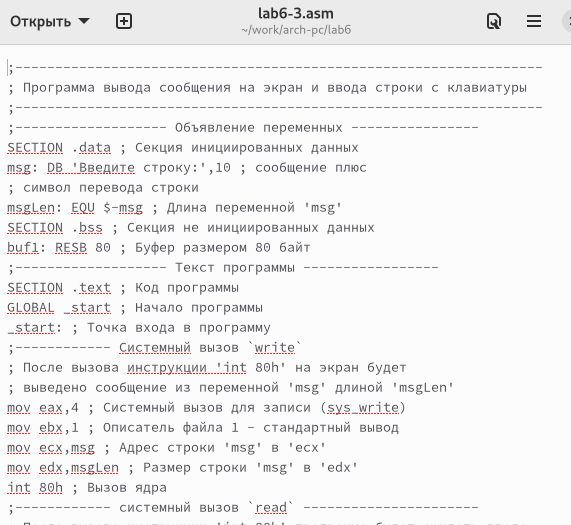 Открыть
lab6-3.asm
~/work/arch-pc/lab6
;------------------------------------------------------------------
; Программа вывода сообщения на экран и ввода строки с клавиатуры
;------------------------------------------------------------------
;------------------- Объявление переменных ----------------
SECTION .data ; Секция инициированных данных
msg: DB 'Введите строку:',10 ; сообщение плюс
; символ перевода строки
msgLen: EQU $-msg ; Длина переменной 'msg'
SECTION .bss ; Секция не инициированных данных
buf1: RESB 80 ; Буфер размером 80 байт
;------------------- Текст программы -----------------
SECTION .text ; Код программы
GLOBAL _start ; Начало программы
_start: ; Точка входа в программу
;------------ Cистемный вызов `write`
; После вызова инструкции 'int 80h' на экран будет
; выведено сообщение из переменной 'msg' длиной 'msgLen'
mov eax,4 ; Системный вызов для записи (sys_write)
mov ebx,1 ; Описатель файла 1 - стандартный вывод
mov ecx,msg ; Адрес строки 'msg' в 'ecx'
mov edx,msgLen ; Размер строки 'msg' в 'edx'
int 80h ; Вызов ядра
;------------ системный вызов `read` ----------------------